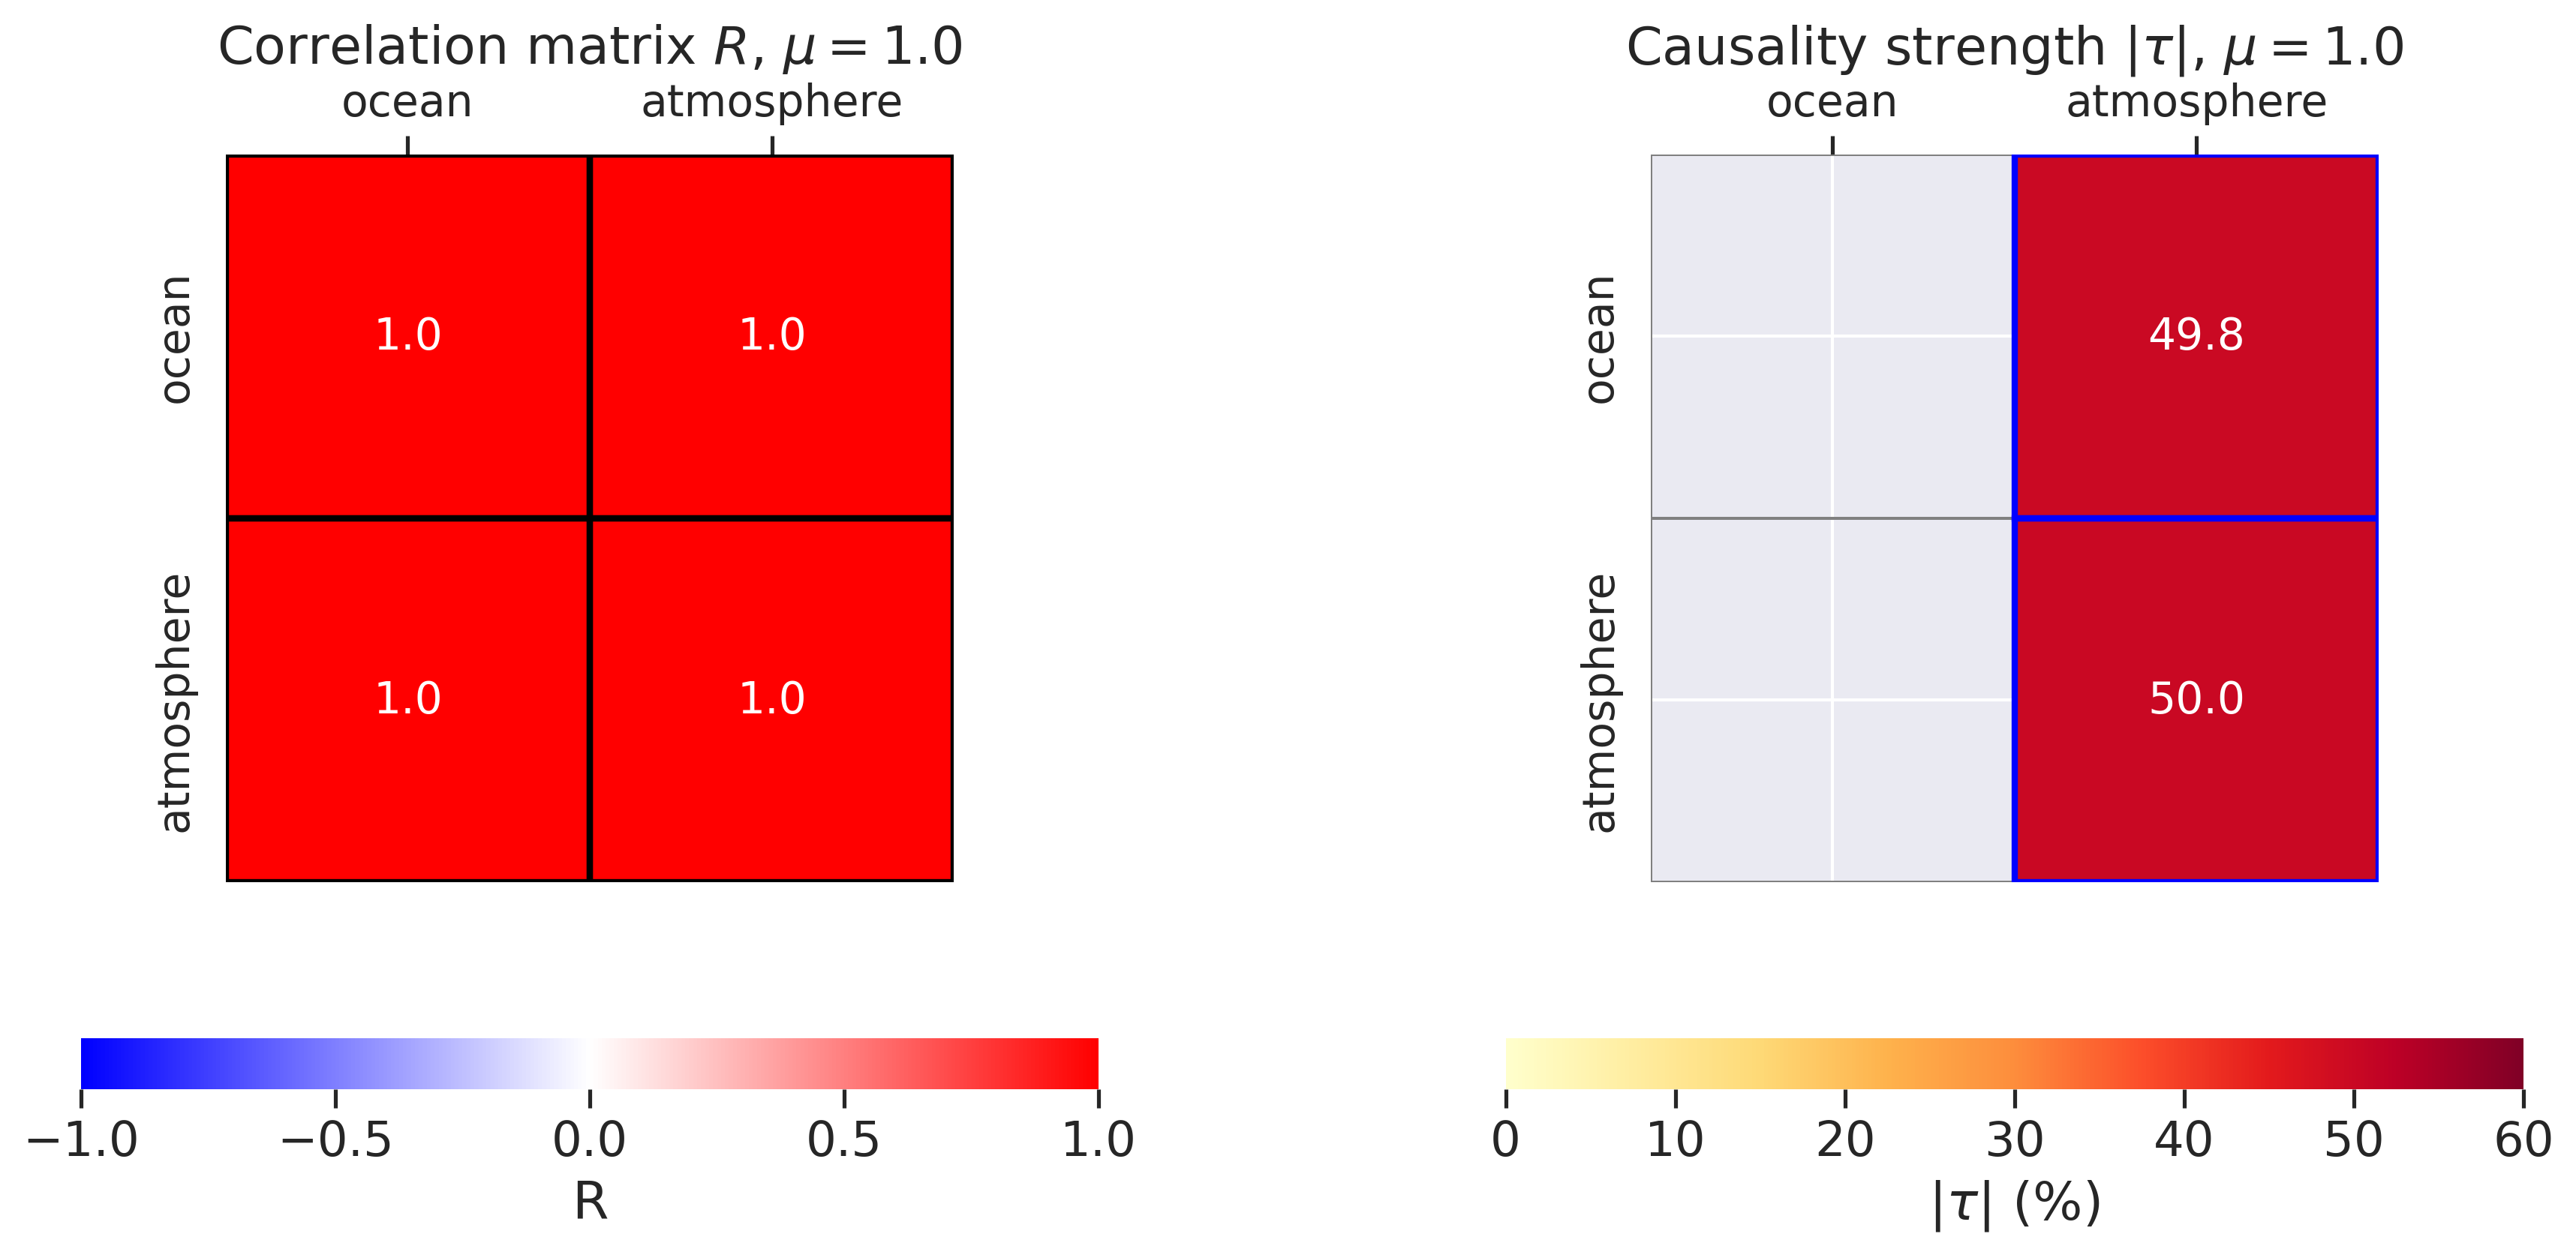 Correlation matrix R, μ = 1.0
ocean atmosphere
ocean
1.0 1.0
atmosphere
1.0 1.0
−1.0 −0.5 0.0 0.5 1.0
R
Causality strength |τ|, μ = 1.0
ocean atmosphere
ocean
49.8
atmosphere
50.0
0 10 20 30 40 50 60
|τ| (%)